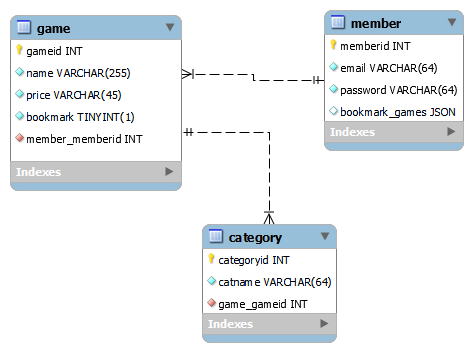 game
gameid INT
name VARCHAR(255)
price VARCHAR(45)
bookmark TINYINT(1)
member_memberid INT
Indexes
member
memberid INT
email VARCHAR(64)
password VARCHAR(64)
bookmark_games JSON
Indexes
category
categoryid INT
catname VARCHAR(64)
game_gameid INT
Indexes